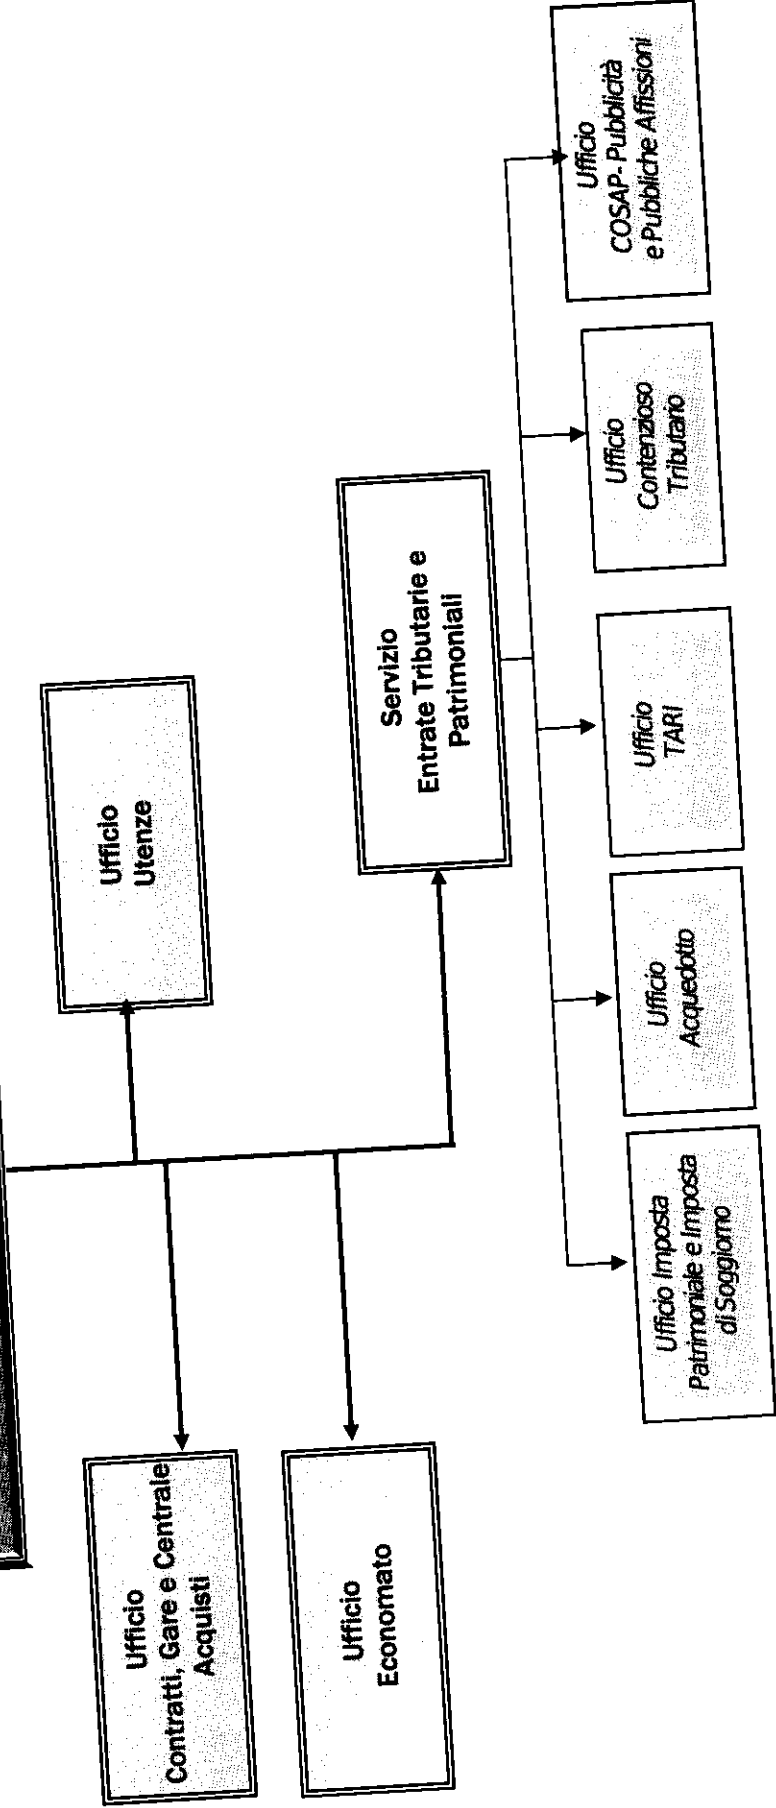 Ufficio
Utenze
Ufficio
Contratti, Gare e Centrale
Acquisti
Ufficio
Economato
Servizio
Entrate Tributarie e
Patrimoniali
Ufficio Imposta
Patrimoniale e Imposta
di Soggiorno
Ufficio
Acquedotto
Ufficio
TARI
Ufficio
Contenzioso
Tributario
Ufficio
COSAP- Pubblicità
e Pubbliche Affissioni